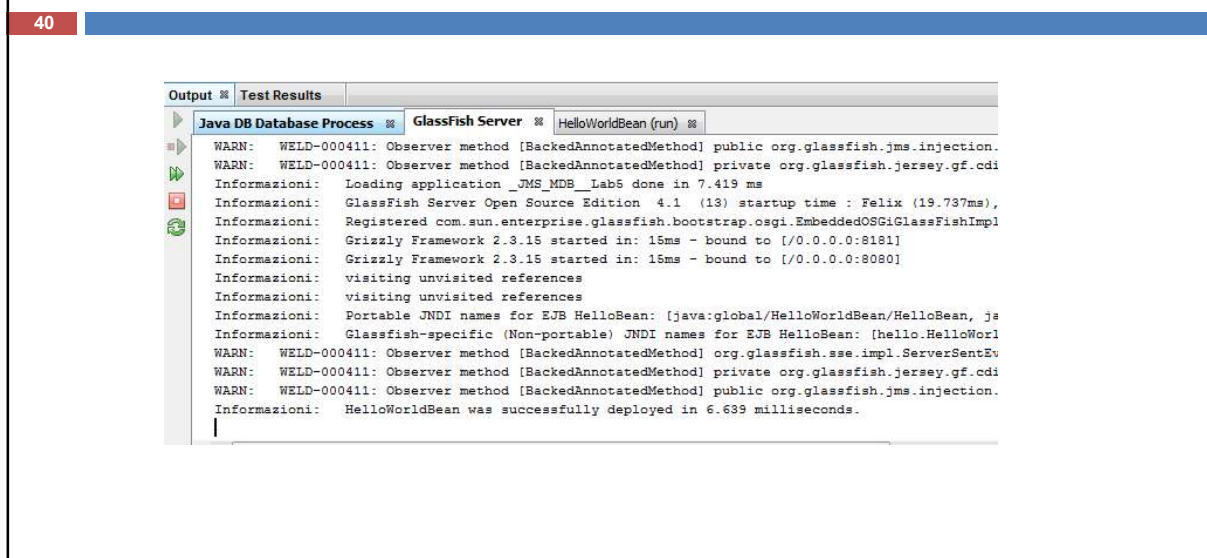 40
Output Test Results
Java DB Database Process GlassFish Server HelloWorldBean (run)
WARN: WELD-000411: Observer method [BackedAnnotatedMethod] public org.glassfish.jms.injection.
WARN: WELD-000411: Observer method [BackedAnnotatedMethod] private org.glassfish.jersey.gf.cdi
Informazioni: Loading application _JMS_MDB__Lab5 done in 7.419 ms
Informazioni: GlassFish Server Open Source Edition 4.1 (13) startup time : Felix (19.737ms),
Informazioni: Registered com.sun.enterprise.glassfish.bootstrap.osgi.EmbeddedOSGiGlassFishImpl
Informazioni: Grizzly Framework 2.3.15 started in: 15ms - bound to [/0.0.0.0:8181]
Informazioni: Grizzly Framework 2.3.15 started in: 15ms - bound to [/0.0.0.0:8080]
Informazioni: visiting unvisited references
Informazioni: visiting unvisited references
Informazioni: Portable JNDI names for EJB HelloBean: [java:global/HelloWorldBean/HelloBean, ja
Informazioni: Glassfish-specific (Non-portable) JNDI names for EJB HelloBean: [hello.HelloWorl
WARN: WELD-000411: Observer method [BackedAnnotatedMethod] org.glassfish.sse.impl.ServerSentEv
WARN: WELD-000411: Observer method [BackedAnnotatedMethod] private org.glassfish.jersey.gf.cdi
WARN: WELD-000411: Observer method [BackedAnnotatedMethod] public org.glassfish.jms.injection.
Informazioni: HelloWorldBean was successfully deployed in 6.639 milliseconds.